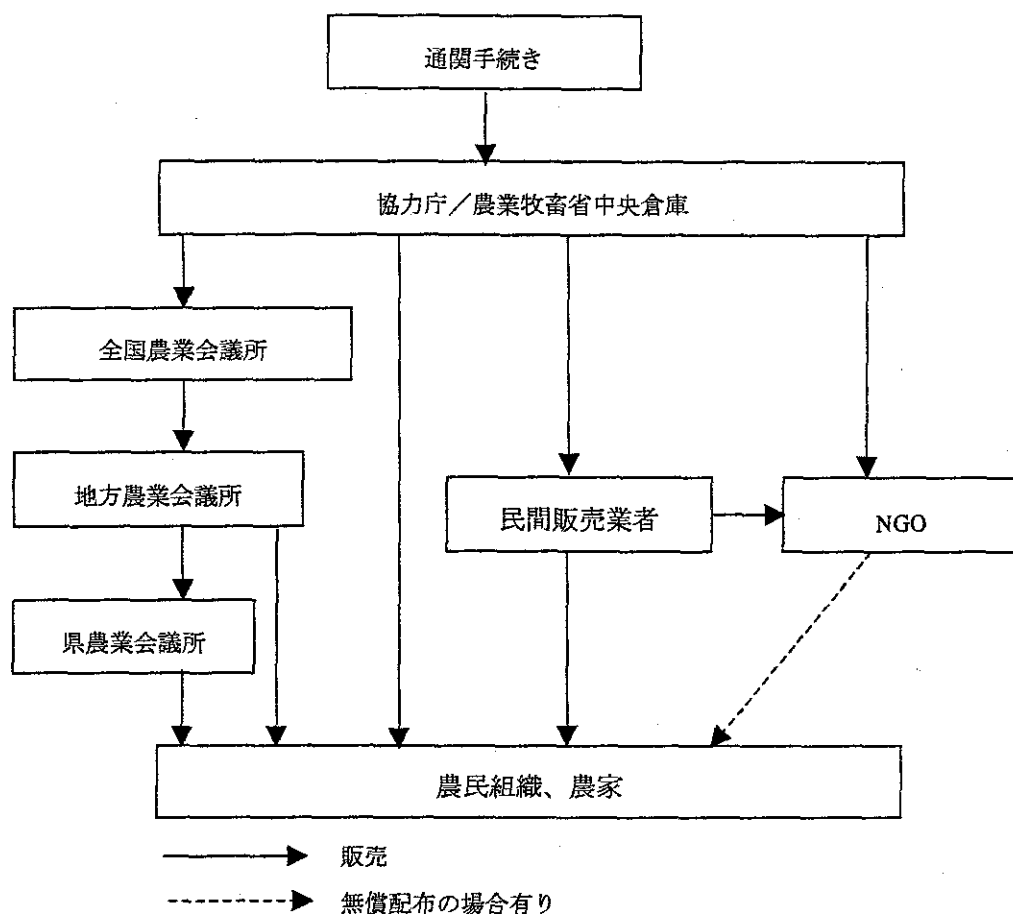 通関手続き
協力庁／農業牧畜省中央倉庫
全国農業会議所
地方農業会議所
民間販売業者
NGO
県農業会議所
農民組織、農家
販売
無償配布の場合有り